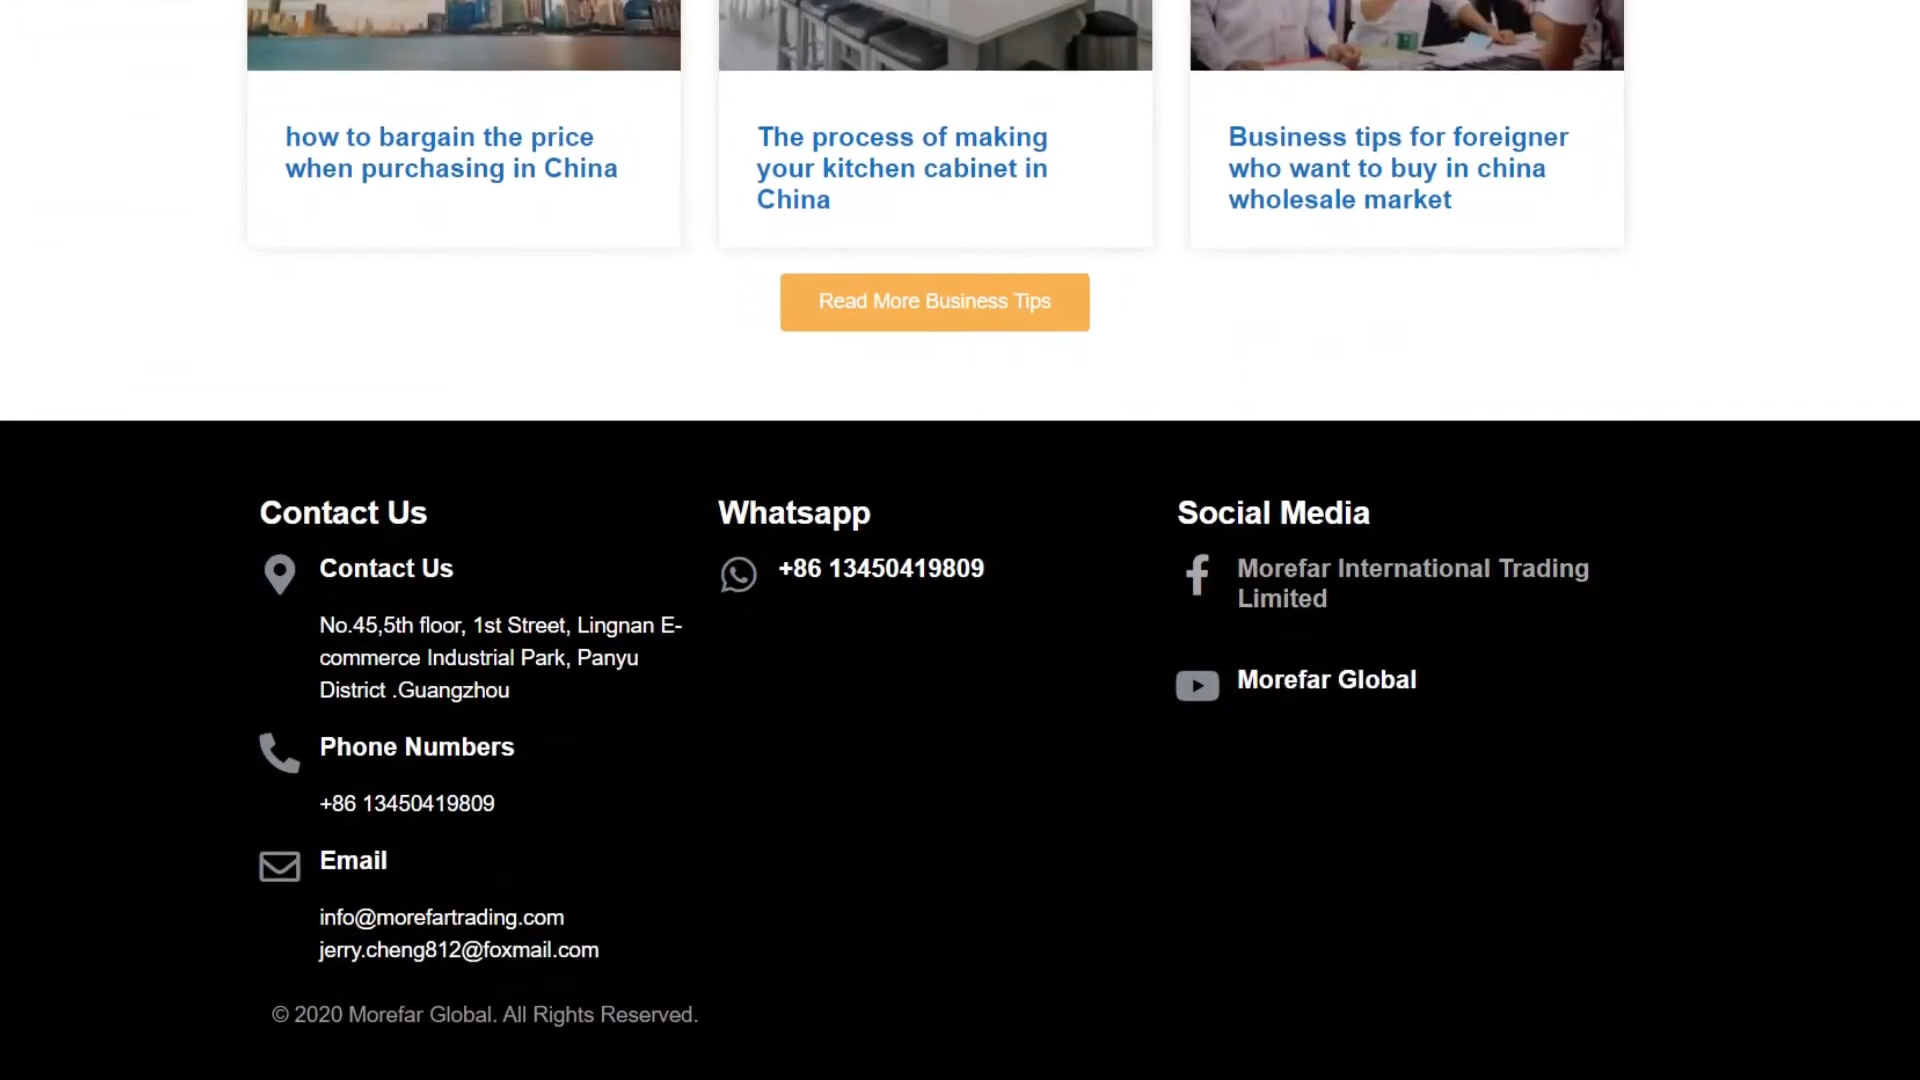 how to bargain the price
when purchasing in China
The process of making
your kitchen cabinet in
China
Business tips for foreigner
who want to buy in china
wholesale market
Read More Business Tips
Contact Us
Contact Us
No.45,5th floor, 1st Street, Lingnan E-
commerce Industrial Park, Panyu
District .Guangzhou
Phone Numbers
+86 13450419809
Email
info@morefartrading.com
jerry.cheng812@foxmail.com
Whatsapp
+86 13450419809
Social Media
Morefar International Trading
Limited
Morefar Global
© 2020 Morefar Global. All Rights Reserved.